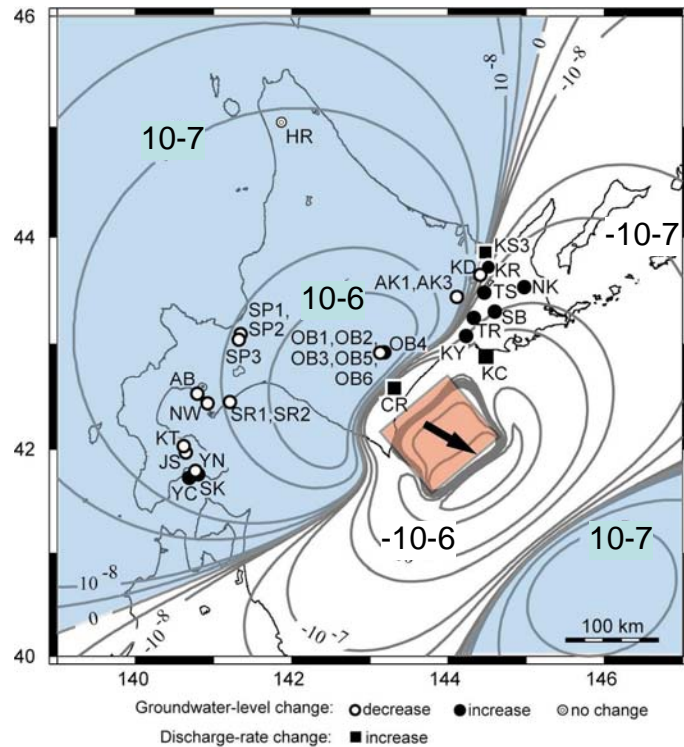 46
0
10-8
-10-8
10-7
HR
44
KS3
-10-7
KD
KR
AK1,AK3
TS
NK
10-6
SP1,
SP2
SP3
OB1, OB2,
OB4
OB3, OB5,
OB6
SB
TR
KY
KC
AB
NW
SR1, SR2
CR
42
KT
JS
YN
YC
SK
-10-6
10-7
10-8
0
-10-8
-10-7
100 km
40
140
142
144
146
Groundwater-level change: decrease increase no change
Discharge-rate change: increase